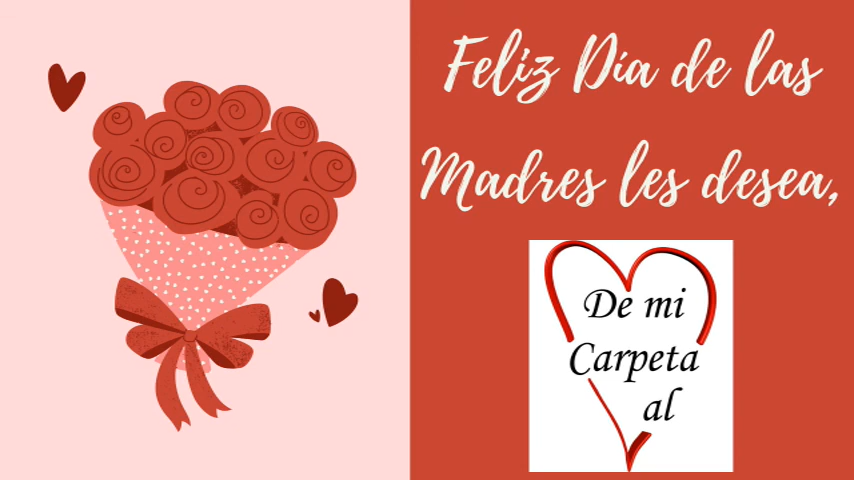 Feliz Día de las
Madres les desea,
De mi
Carpeta
al